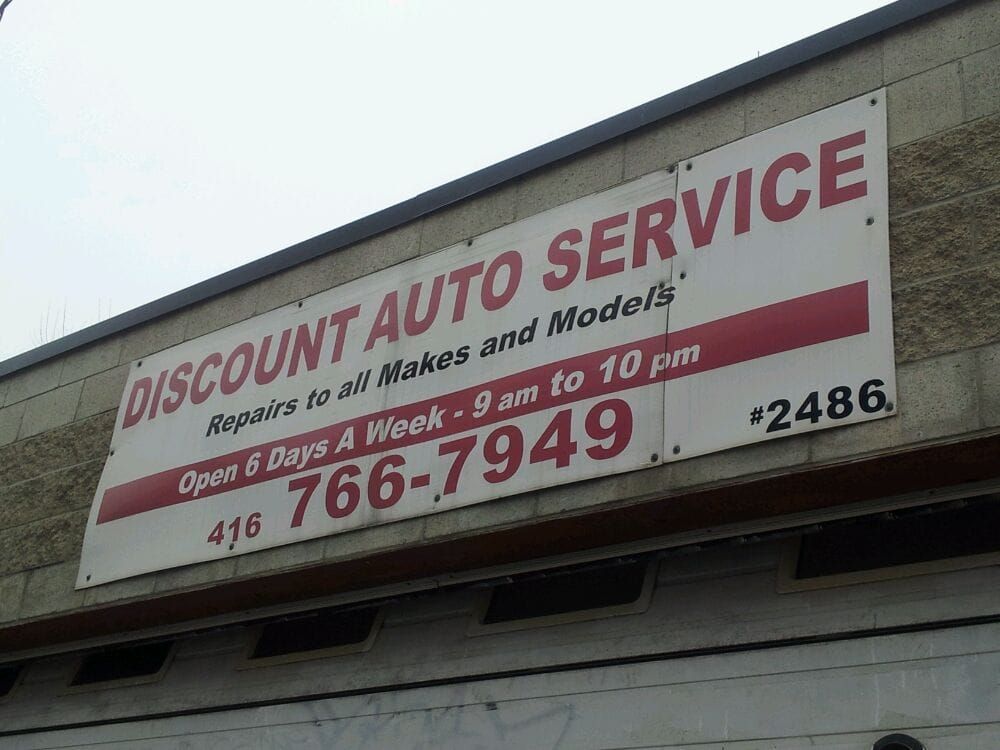 DISCOUNT AUTO SERVICE
Repairs to all Makes and Models
Open 6 Days A Week - 9 am to 10 pm
416 766-7949
#2486